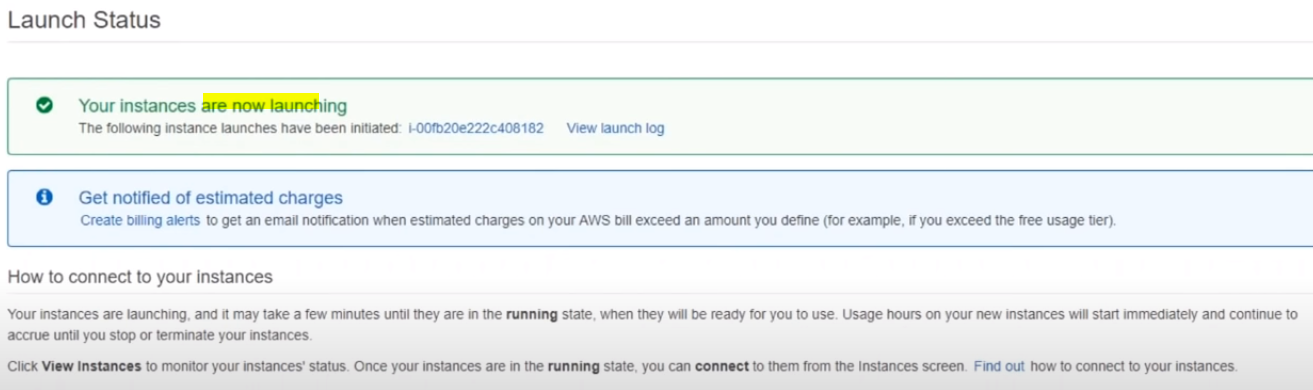 Launch Status
Your instances are now launching
The following instance launches have been initiated: i-00fb20e222c408182 View launch log
Get notified of estimated charges
Create billing alerts to get an email notification when estimated charges on your AWS bill exceed an amount you define (for example, if you exceed the free usage tier).
How to connect to your instances
Your instances are launching, and it may take a few minutes until they are in the running state, when they will be ready for you to use. Usage hours on your new instances will start immediately and continue to
accrue until you stop or terminate your instances.
Click View Instances to monitor your instances' status. Once your instances are in the running state, you can connect to them from the Instances screen. Find out how to connect to your instances.